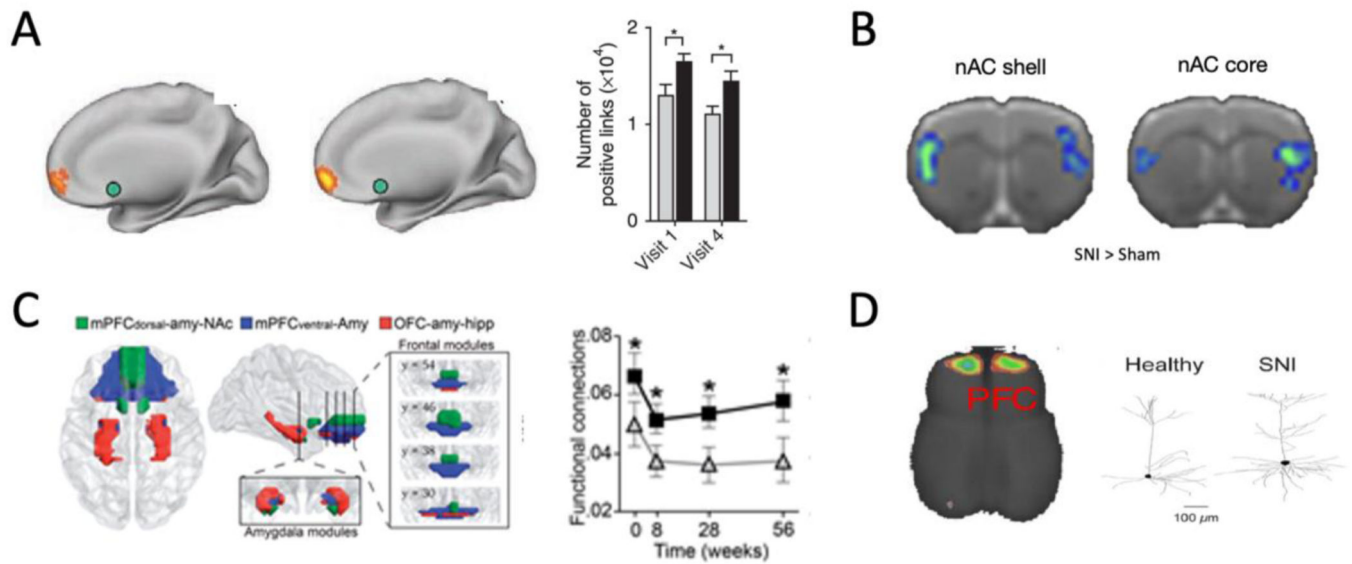 A
2
1
0
Number of
positive links (×10⁴)
*
*
Visit 1
Visit 4
B
nAC shell
nAC core
SNI > Sham
C
mPFCdorsal-amy-NAc
mPFCventral-Amy
OFC-amy-hipp
Frontal modules
y = 54
y = 46
y = 38
y = 30
Amygdala modules
Functional connections
.08
.06
.04
.02
*
*
*
*
0
8
28
56
Time (weeks)
D
PFC
Healthy
SNI
100 µm